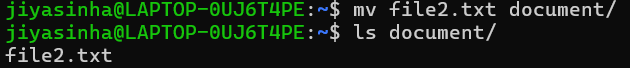 jiyasinha@LAPTOP-0UJ6T4PE:~$ mv file2.txt document/
jiyasinha@LAPTOP-0UJ6T4PE:~$ ls document/
file2.txt